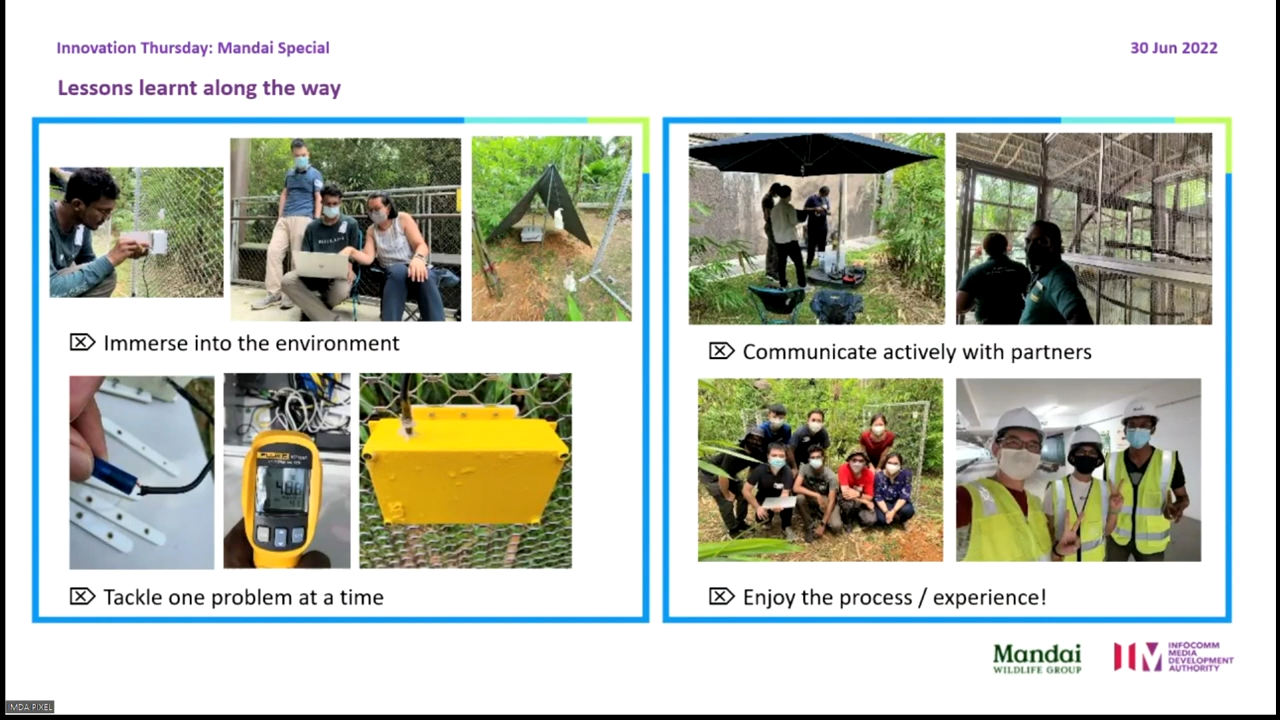 Innovation Thursday: Mandai Special
30 Jun 2022
Lessons learnt along the way
Immerse into the environment
Communicate actively with partners
Tackle one problem at a time
Enjoy the process / experience!
Mandai
WILDLIFE GROUP
INFOCOMM
MEDIA
DEVELOPMENT
AUTHORITY
IMDA PIXEL